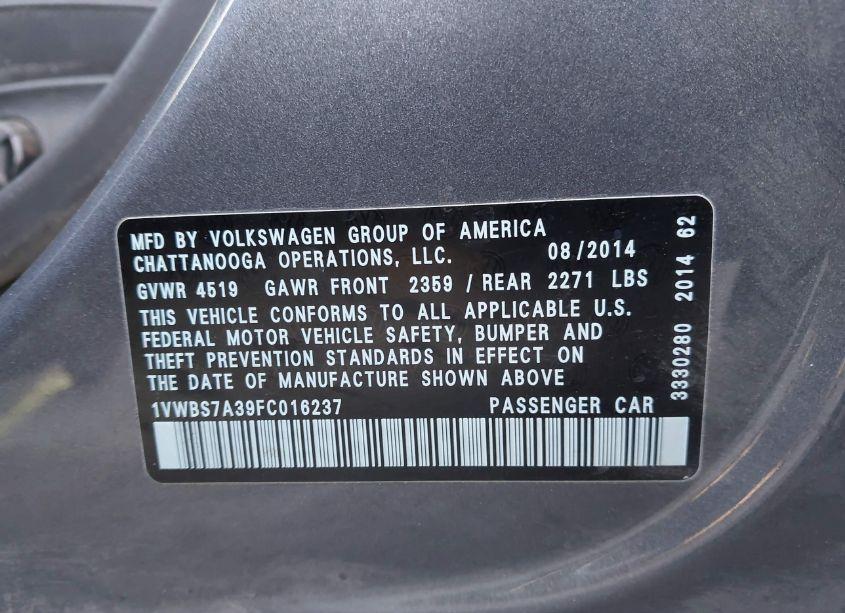 MFD BY VOLKSWAGEN GROUP OF AMERICA
CHATTANOOGA OPERATIONS, LLC. 08/2014
GVWR 4519 GAWR FRONT 2359 / REAR 2271 LBS
THIS VEHICLE CONFORMS TO ALL APPLICABLE U.S.
FEDERAL MOTOR VEHICLE SAFETY, BUMPER AND
THEFT PREVENTION STANDARDS IN EFFECT ON
THE DATE OF MANUFACTURE SHOWN ABOVE
1VWBS7A39FC016237 PASSENGER CAR
3330280 2014 62